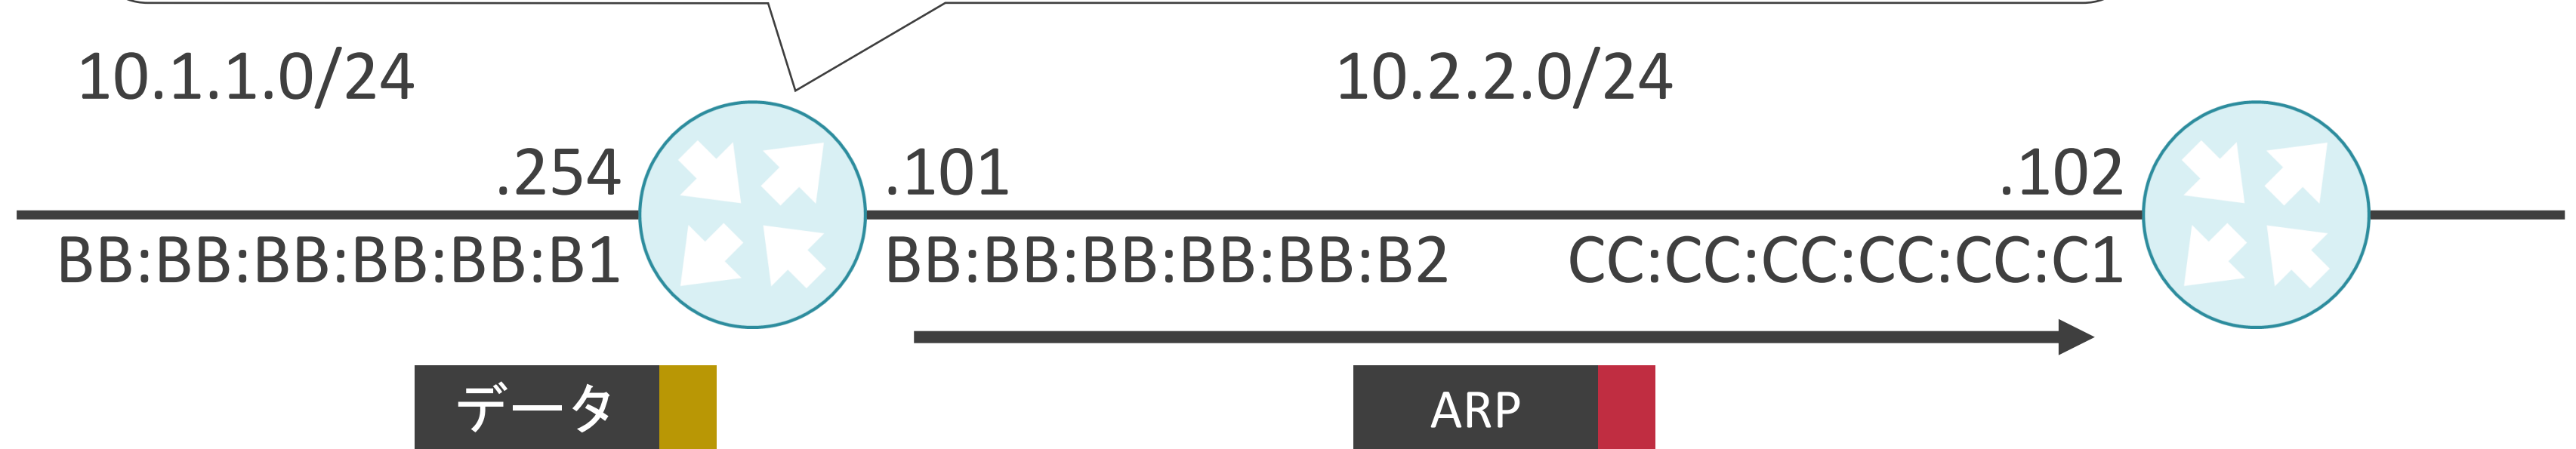 10.1.1.0/24
10.2.2.0/24
.254
.101
.102
BB:BB:BB:BB:BB:B1
BB:BB:BB:BB:BB:B2
CC:CC:CC:CC:CC:C1
データ
ARP